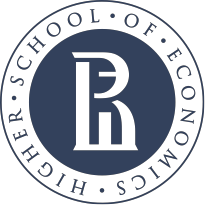 HIGHER · SCHOOL · OF · ECONOMICS ·